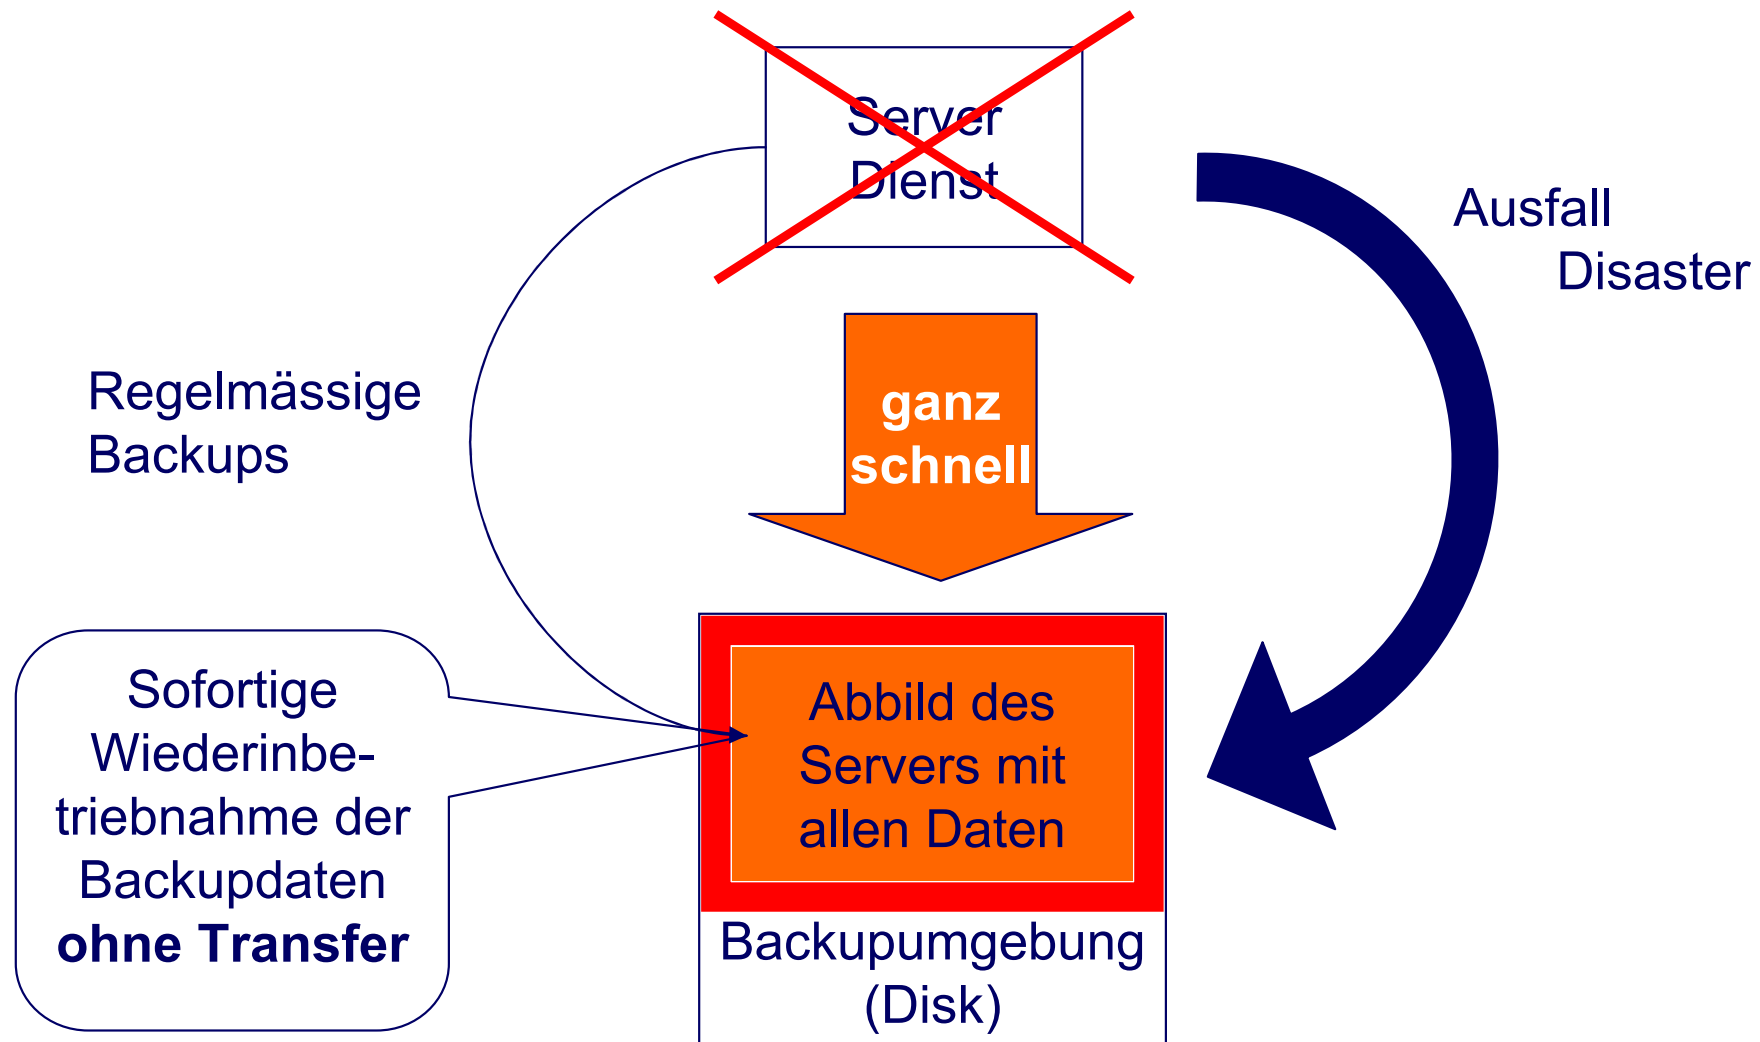 Server
Dienst
Ausfall
Disaster
Regelmässige
Backups
ganz
schnell
Sofortige
Wiederinbe-
triebnahme der
Backupdaten
ohne Transfer
Abbild des
Servers mit
allen Daten
Backupumgebung
(Disk)